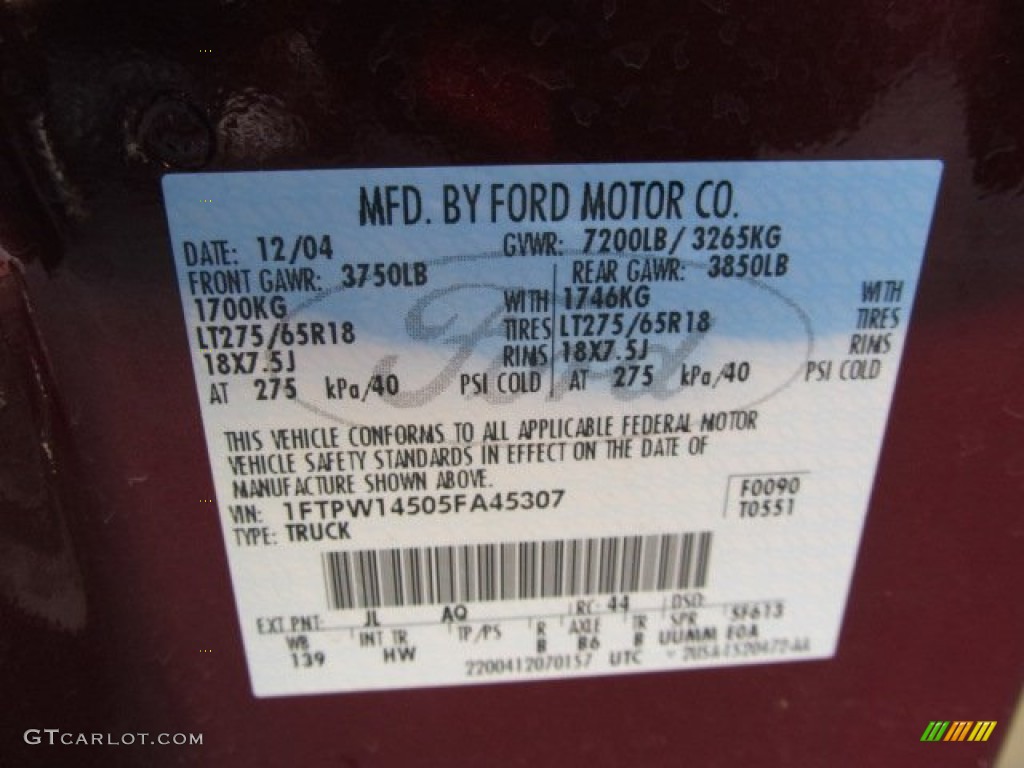 MFD. BY FORD MOTOR CO.
DATE: 12/04 GVWR: 7200LB / 3265KG
FRONT GAWR: 3750LB REAR GAWR: 3850LB
1700KG WITH 1746KG WITH
LT275/65R18 TIRES LT275/65R18 TIRES
18X7.5J RIMS 18X7.5J RIMS
AT 275 kPa/40 PSI COLD AT 275 kPa/40 PSI COLD
Ford
THIS VEHICLE CONFORMS TO ALL APPLICABLE FEDERAL MOTOR
VEHICLE SAFETY STANDARDS IN EFFECT ON THE DATE OF
MANUFACTURE SHOWN ABOVE.
VIN: 1FTPW14505FA45307 F0090
TYPE: TRUCK T0551
EXT PNT: JL AQ RC: 44 DSO:
WB INT TR TP/PS R AXLE TR SPR 5F613
139 HW B B6 B UUMM EOA
2200412070157 UTC
GTCARLOT.COM